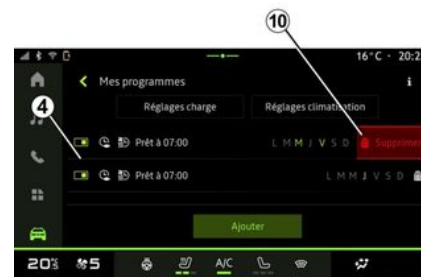 10
16°C · 20:2
Mes programmes
i
4
Réglages charge
Réglages climatisation
Prêt à 07:00
L M M J V S D
Supprimer
Prêt à 07:00
L M M J V S D
Ajouter
20
5
A/C